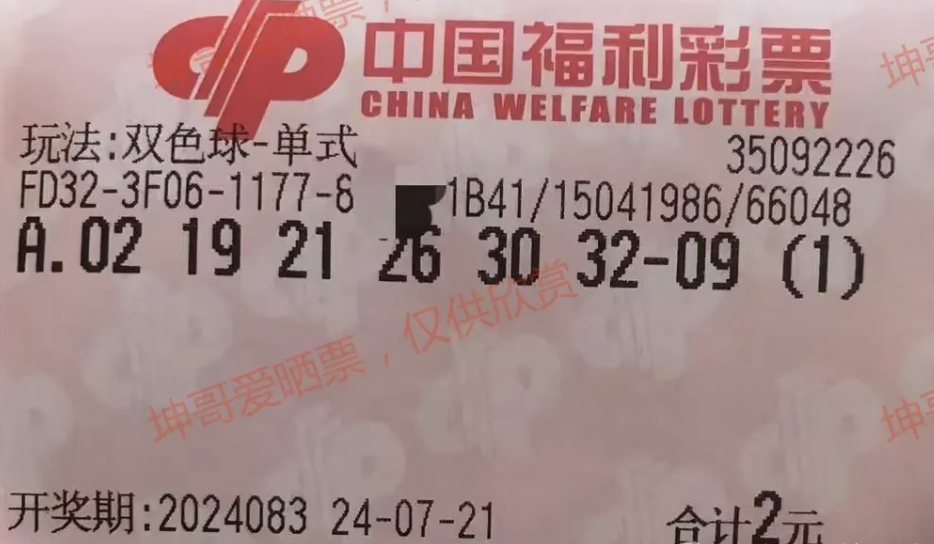 中国福利彩票
CHINA WELFARE LOTTERY
玩法:双色球-单式
35092226
FD32-3F06-1177-8 1B41/15041986/66048
A.02 19 21 26 30 32-09 (1)
坤哥爱晒票，仅供欣赏
开奖期:2024083 24-07-21
合计2元